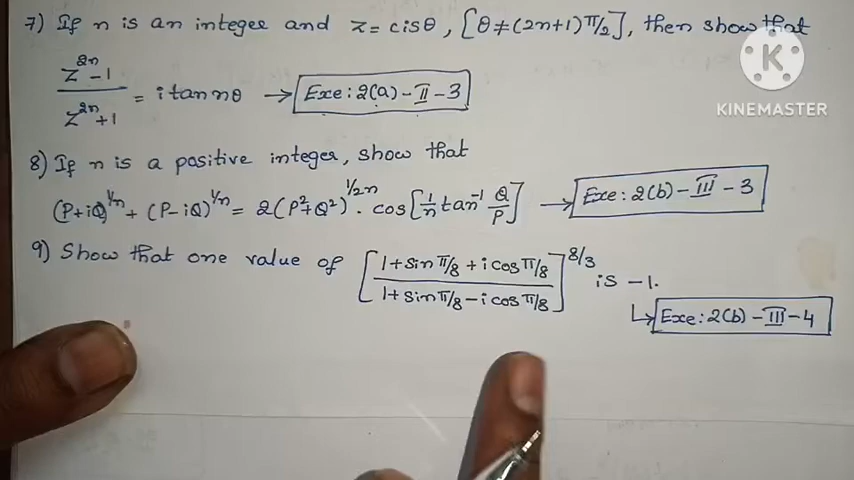 7) If n is an integer and z = cisθ, [θ ≠ (2n+1) π/2], then show that
K
KINEMASTER
z^2n - 1 / z^2n + 1 = i tan nθ → Exe: 2(a) - II - 3
8) If n is a positive integer, show that
(P+iQ)^1/n + (P-iQ)^1/n = 2(P²+Q²)^1/2n · cos[1/n tan⁻¹ Q/P] → Exe: 2(b) - III - 3
9) Show that one value of [1+sin π/8 + i cos π/8 / 1+sin π/8 - i cos π/8]^8/3 is -1.
↳ Exe: 2(b) - III - 4